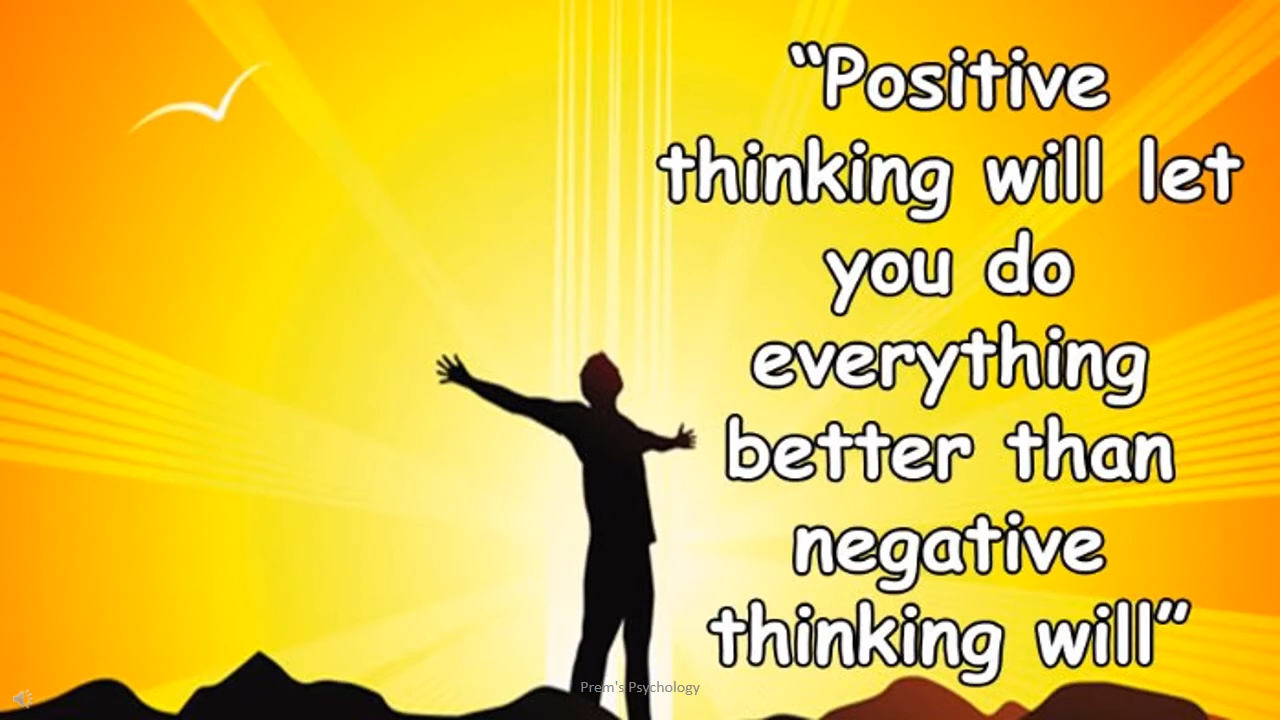 “Positive
thinking will let
you do
everything
better than
negative
thinking will”
Prem's Psychology